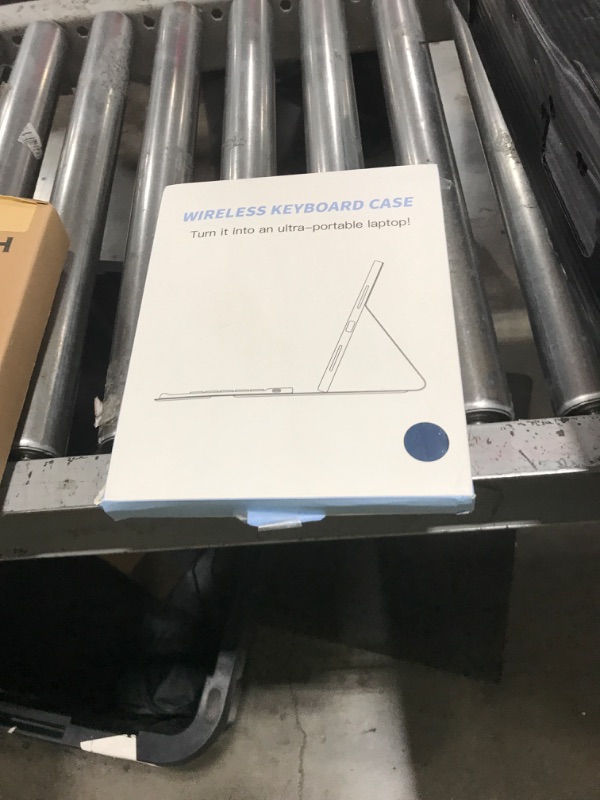 WIRELESS KEYBOARD CASE
Turn it into an ultra-portable laptop!
H